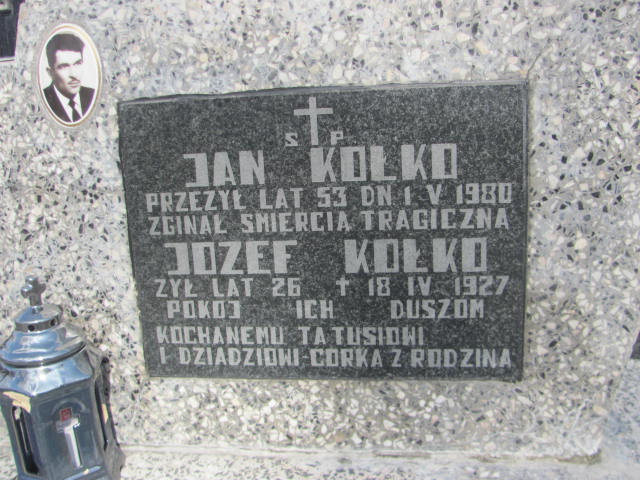 S P
JAN KOŁKO
PRZEŻYŁ LAT 53 DN 1 V 1980
ZGINĄŁ ŚMIERCIĄ TRAGICZNĄ
JÓZEF KOŁKO
ŻYŁ LAT 26 † 18 IV 1927
POKÓJ ICH DUSZOM
KOCHANEMU TATUSIOWI
I DZIADZIOWI-CÓRKA Z RODZINĄ